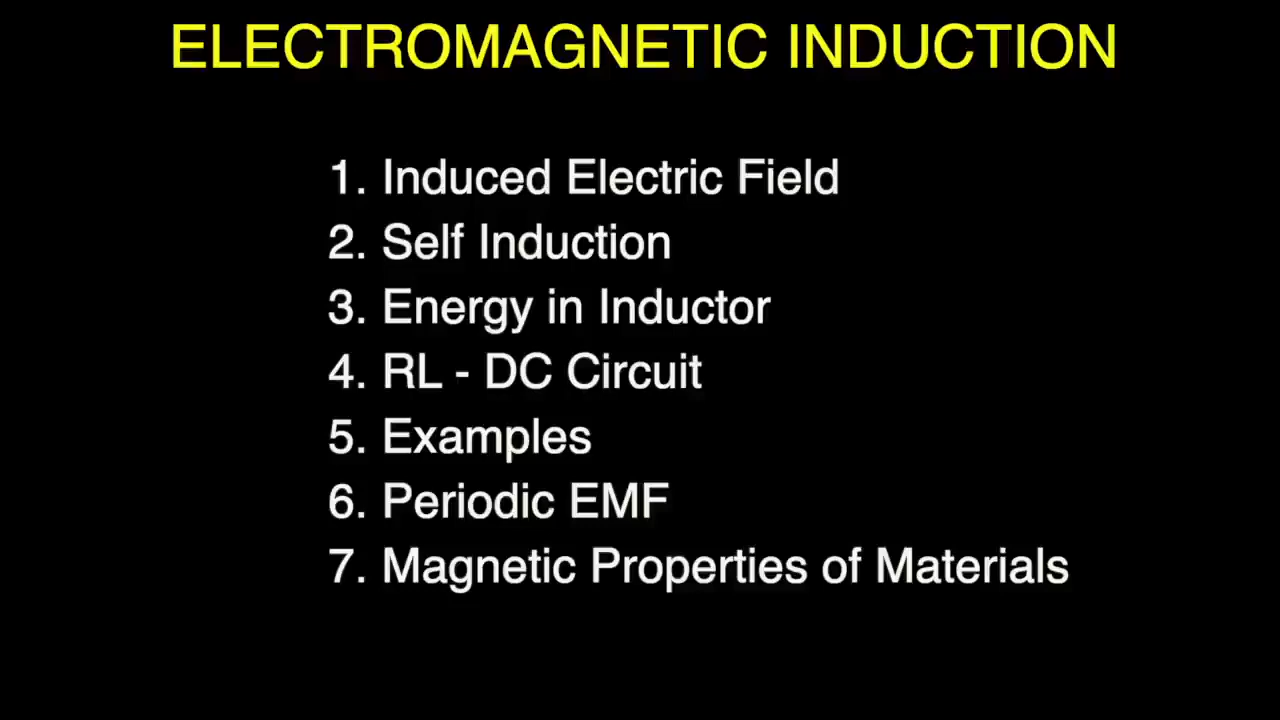 ELECTROMAGNETIC INDUCTION
1. Induced Electric Field
2. Self Induction
3. Energy in Inductor
4. RL - DC Circuit
5. Examples
6. Periodic EMF
7. Magnetic Properties of Materials